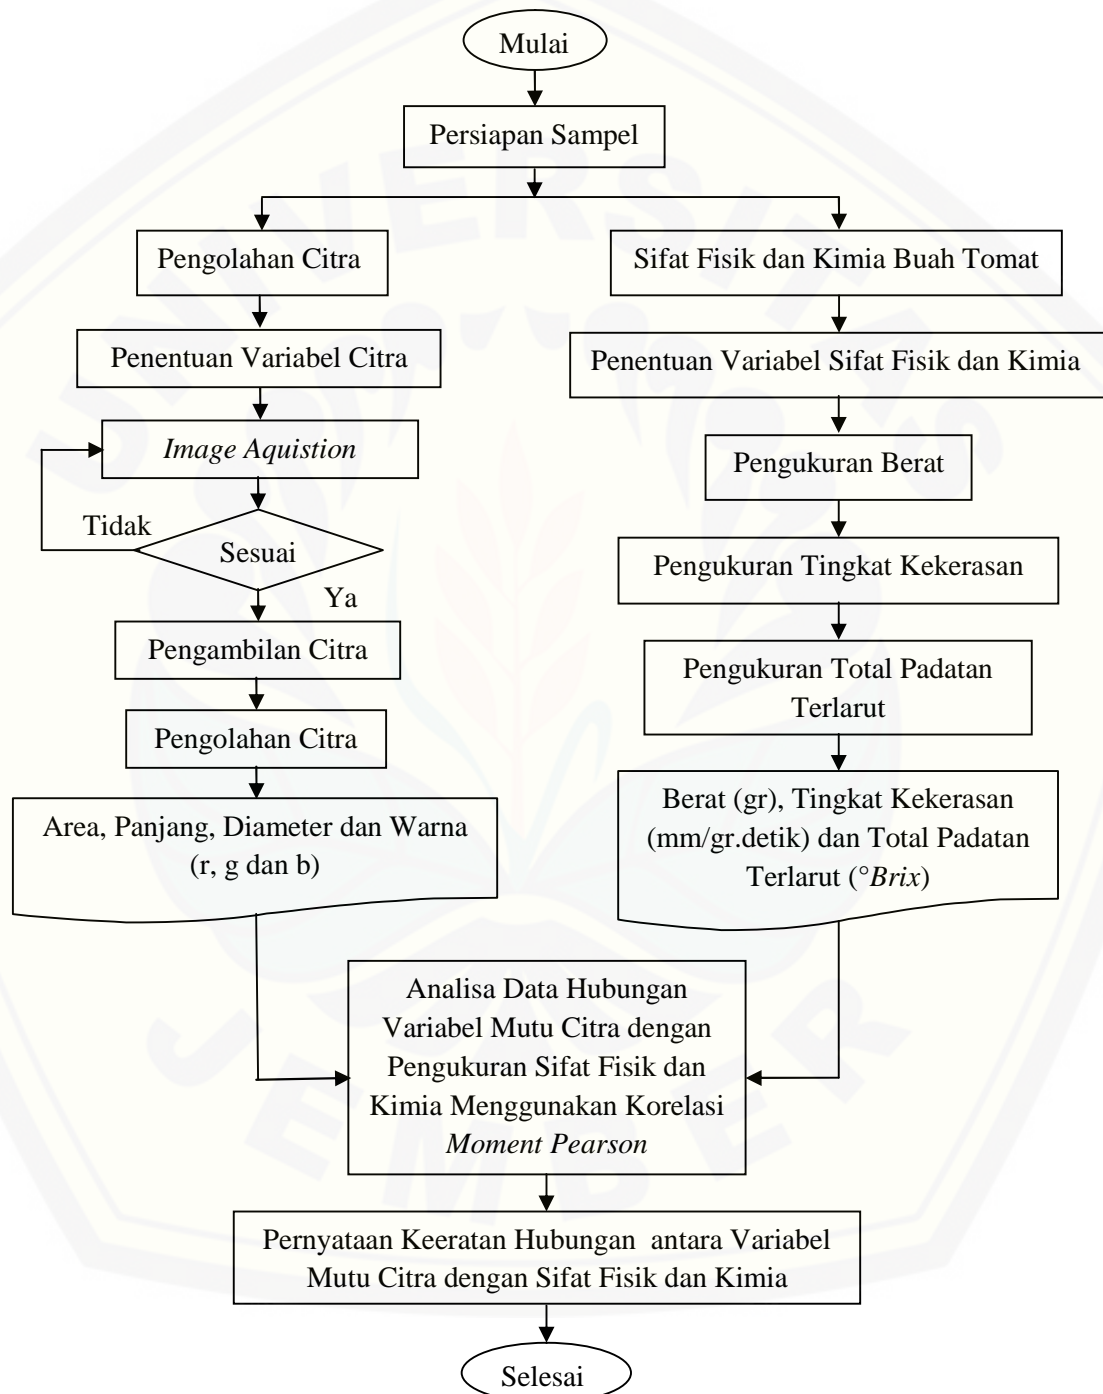 Mulai
Persiapan Sampel
Pengolahan Citra
Sifat Fisik dan Kimia Buah Tomat
Penentuan Variabel Citra
Penentuan Variabel Sifat Fisik dan Kimia
Image Aquistion
Pengukuran Berat
Tidak
Sesuai
Ya
Pengukuran Tingkat Kekerasan
Pengambilan Citra
Pengukuran Total Padatan
Terlarut
Pengolahan Citra
Area, Panjang, Diameter dan Warna
(r, g dan b)
Berat (gr), Tingkat Kekerasan
(mm/gr.detik) dan Total Padatan
Terlarut (°Brix)
Analisa Data Hubungan
Variabel Mutu Citra dengan
Pengukuran Sifat Fisik dan
Kimia Menggunakan Korelasi
Moment Pearson
Pernyataan Keeratan Hubungan  antara Variabel
Mutu Citra dengan Sifat Fisik dan Kimia
Selesai
UNIVERSITAS
JEMBER